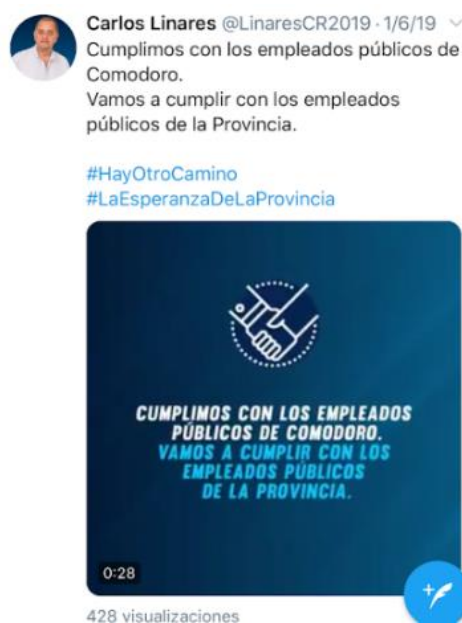 Carlos Linares @LinaresCR2019 · 1/6/19
Cumplimos con los empleados públicos de
Comodoro.
Vamos a cumplir con los empleados
públicos de la Provincia.
#HayOtroCamino
#LaEsperanzaDeLaProvincia
CUMPLIMOS CON LOS EMPLEADOS
PÚBLICOS DE COMODORO.
VAMOS A CUMPLIR CON LOS
EMPLEADOS PÚBLICOS
DE LA PROVINCIA.
0:28
428 visualizaciones